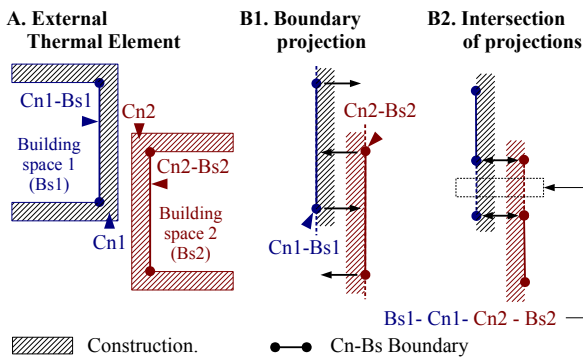 A. External
Thermal Element
B1. Boundary
projection
B2. Intersection
of projections
Cn1-Bs1
Cn2
Building
space 1
(Bs1)
Cn2-Bs2
Building
space 2
(Bs2)
Cn1
Cn2-Bs2
Cn1-Bs1
Bs1- Cn1- Cn2 - Bs2
Construction.
Cn-Bs Boundary